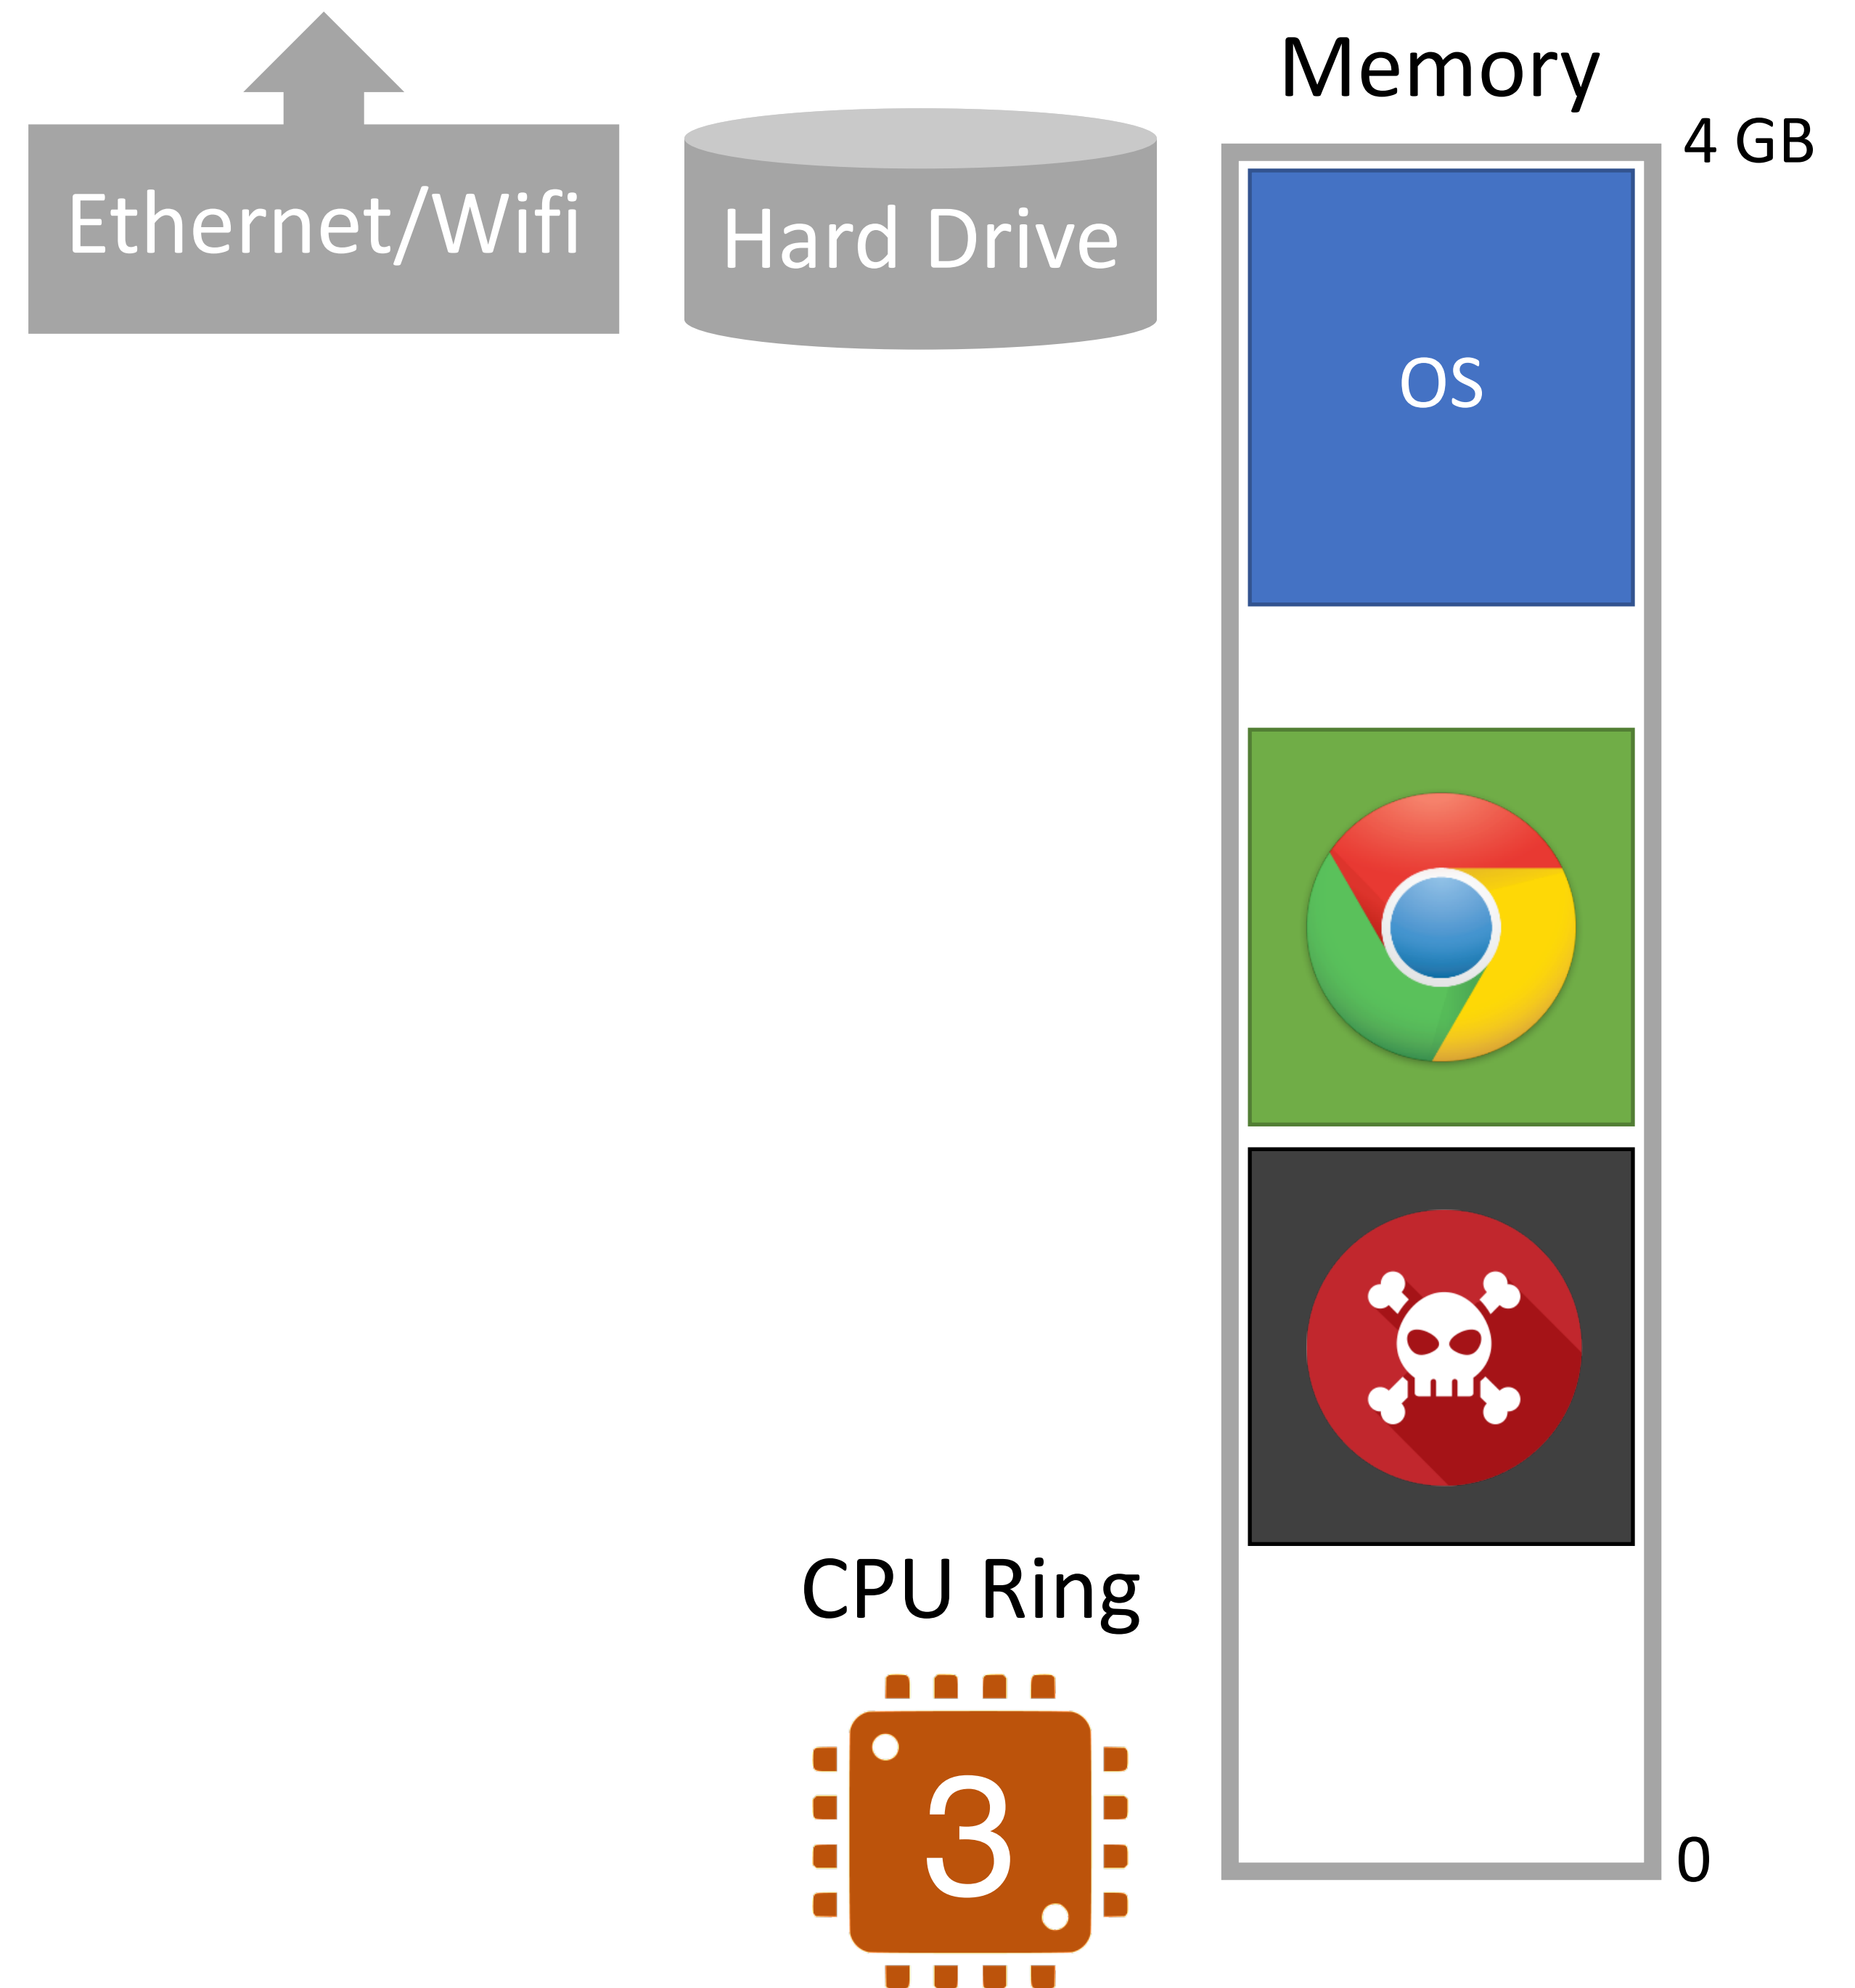 Memory
4 GB
Ethernet/Wifi
Hard Drive
OS
CPU Ring
3
0